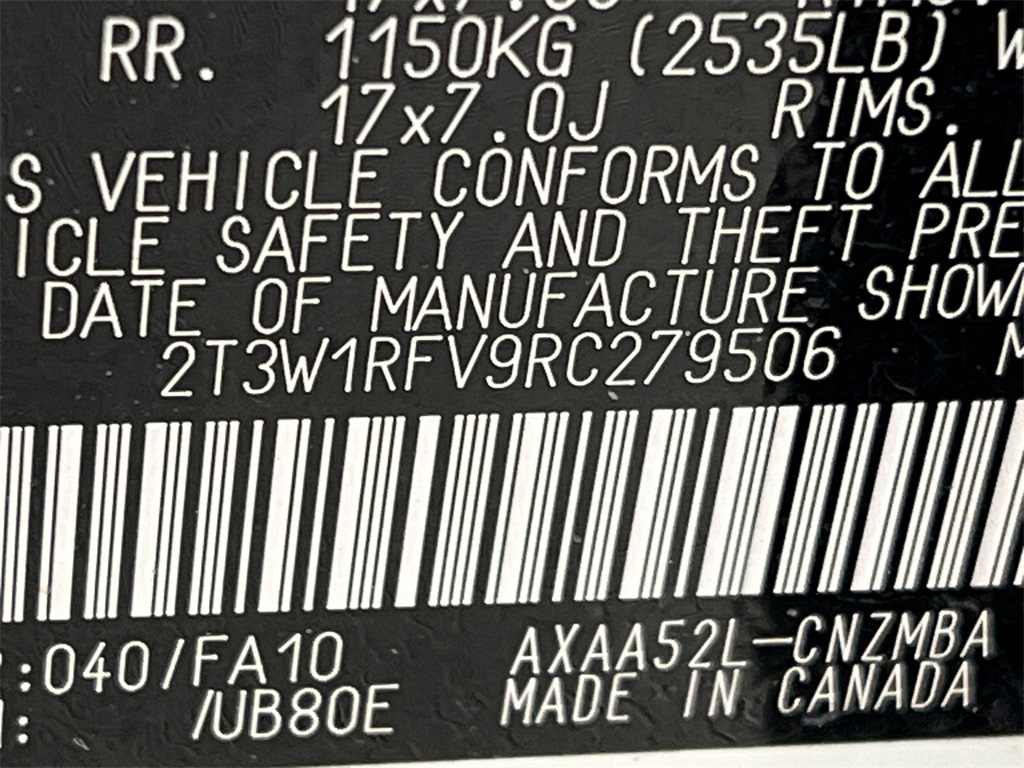 RR. 1150KG (2535LB) W
17x7.0J RIMS.
S VEHICLE CONFORMS TO ALL
ICLE SAFETY AND THEFT PRE
DATE OF MANUFACTURE SHOW
2T3W1RFV9RC279506 M
:040/FA10 AXAA52L-CNZMBA
: /UB80E MADE IN CANADA